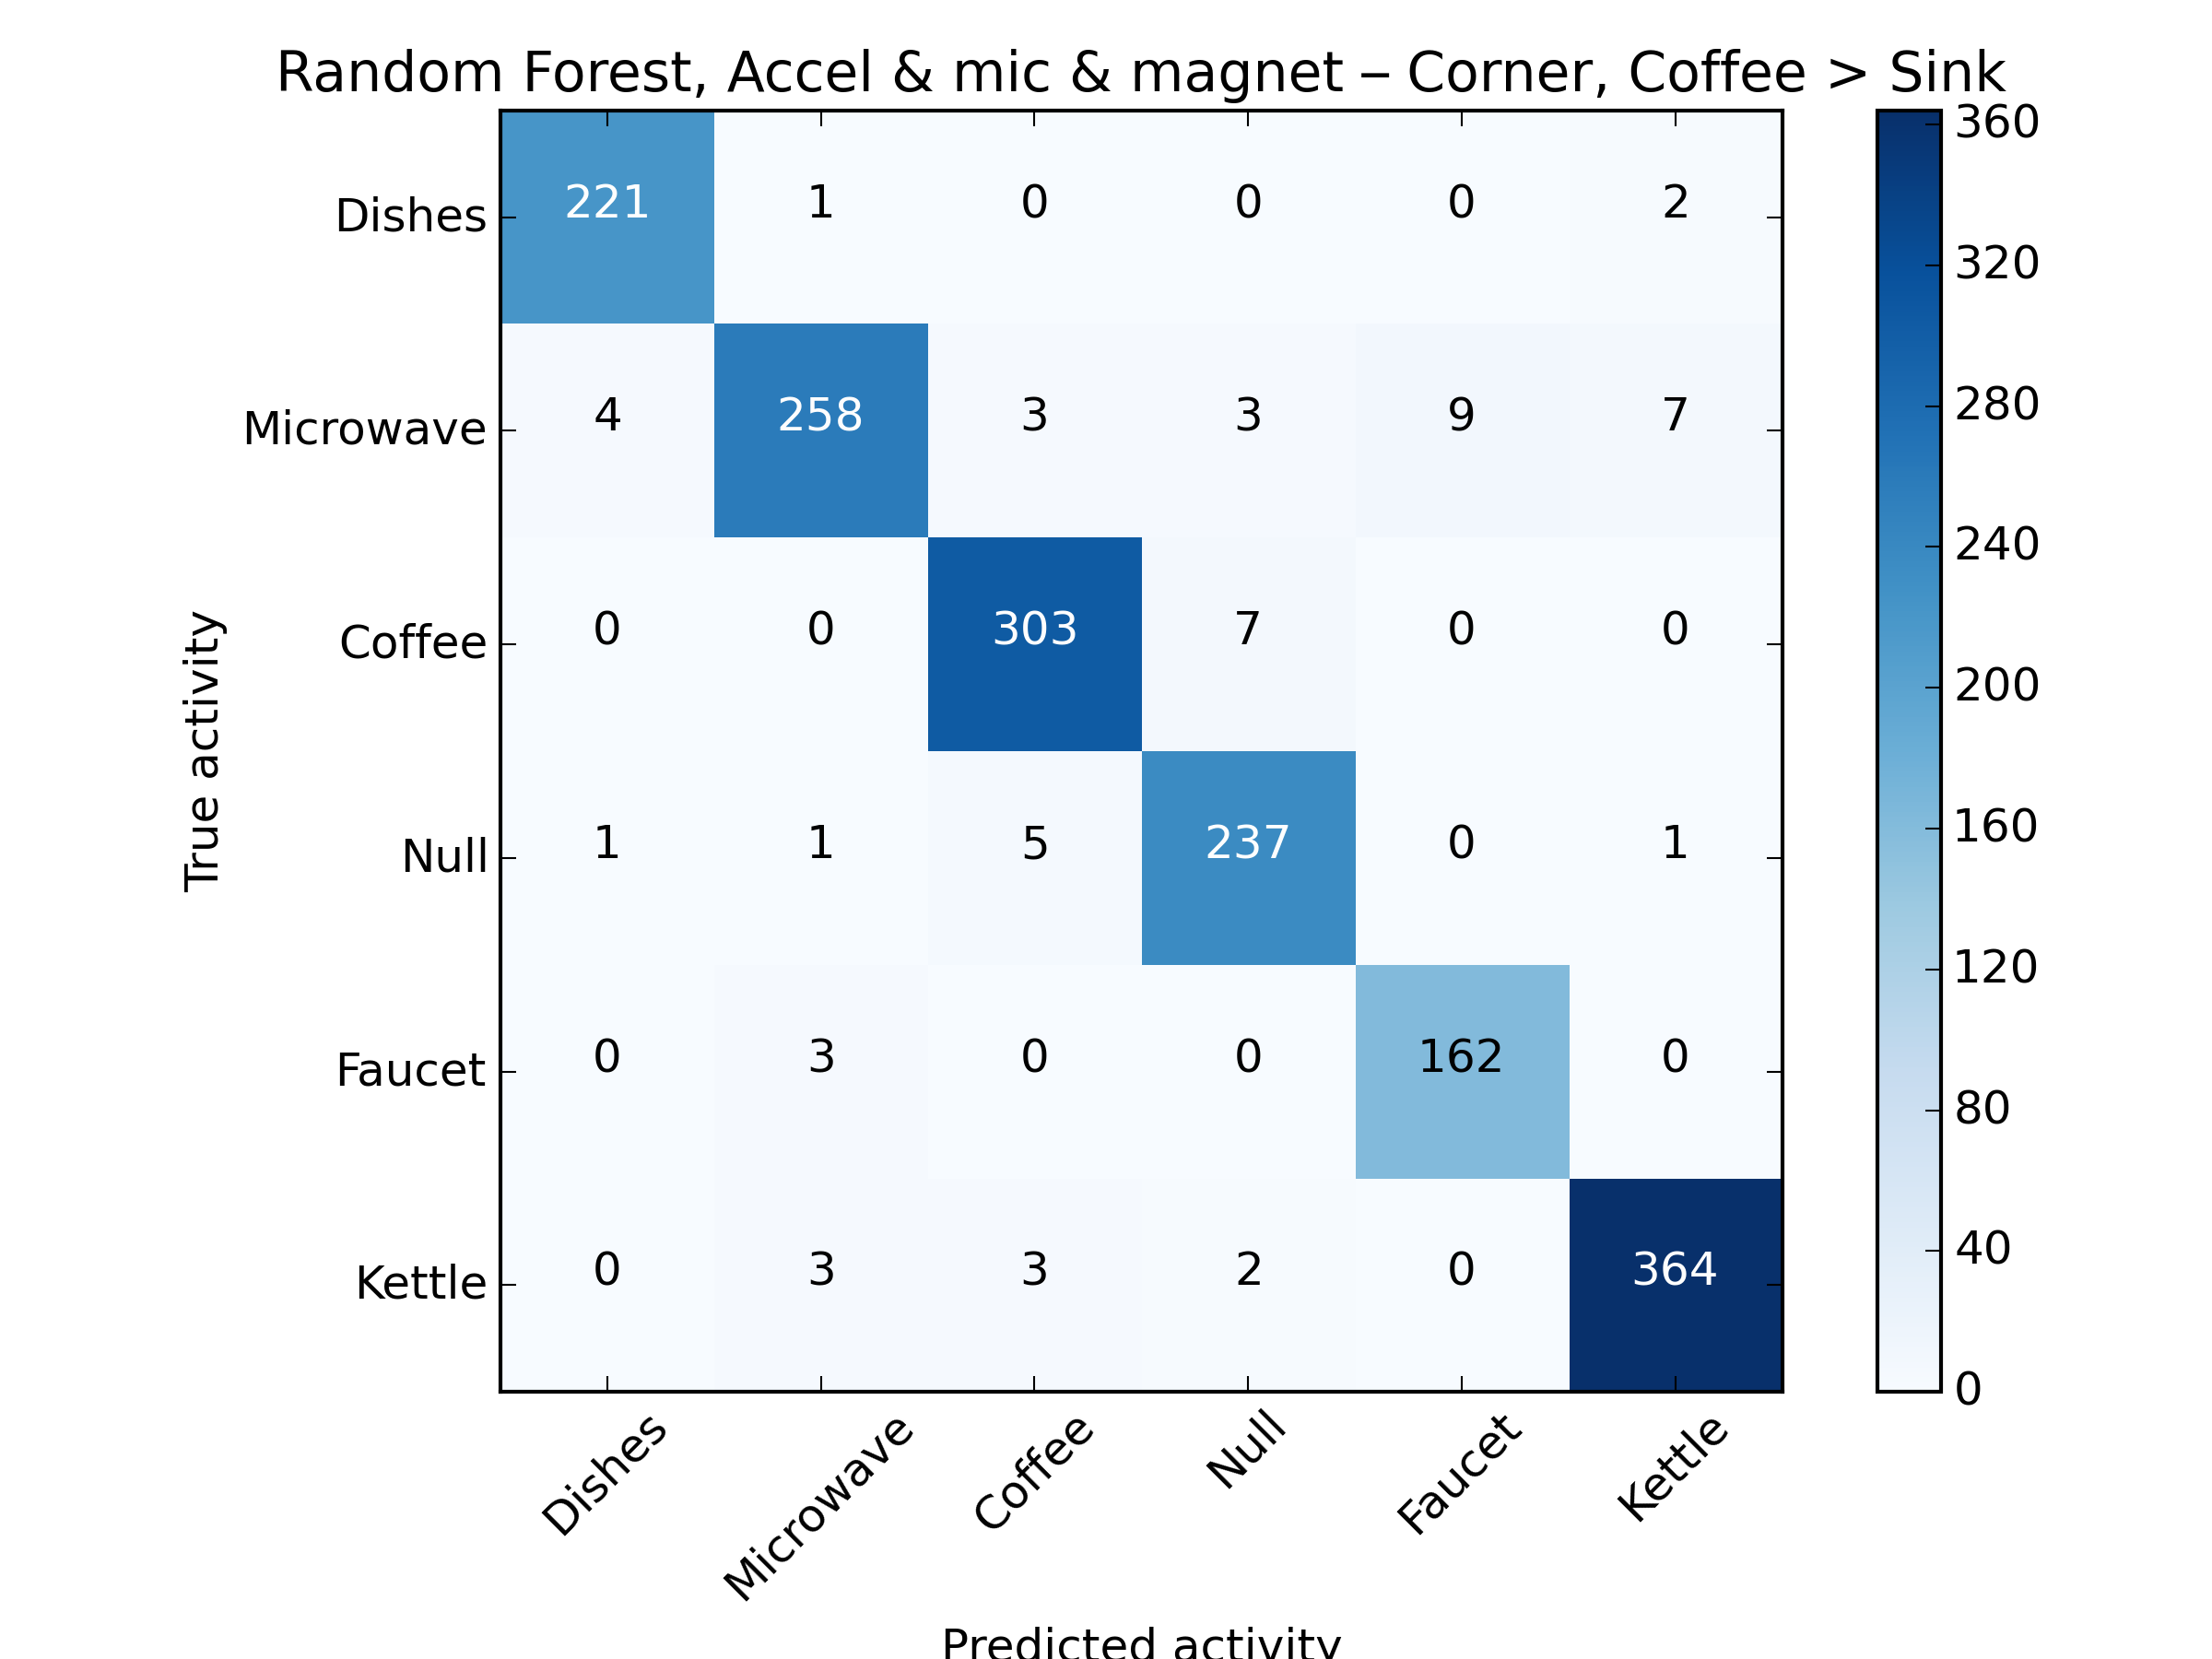 Random Forest, Accel & mic & magnet – Corner, Coffee > Sink
Dishes 221 1 0 0 0 2
Microwave 4 258 3 3 9 7
Coffee 0 0 303 7 0 0
Null 1 1 5 237 0 1
Faucet 0 3 0 0 162 0
Kettle 0 3 3 2 0 364
True activity
Dishes Microwave Coffee Null Faucet Kettle
Predicted activity
360
320
280
240
200
160
120
80
40
0